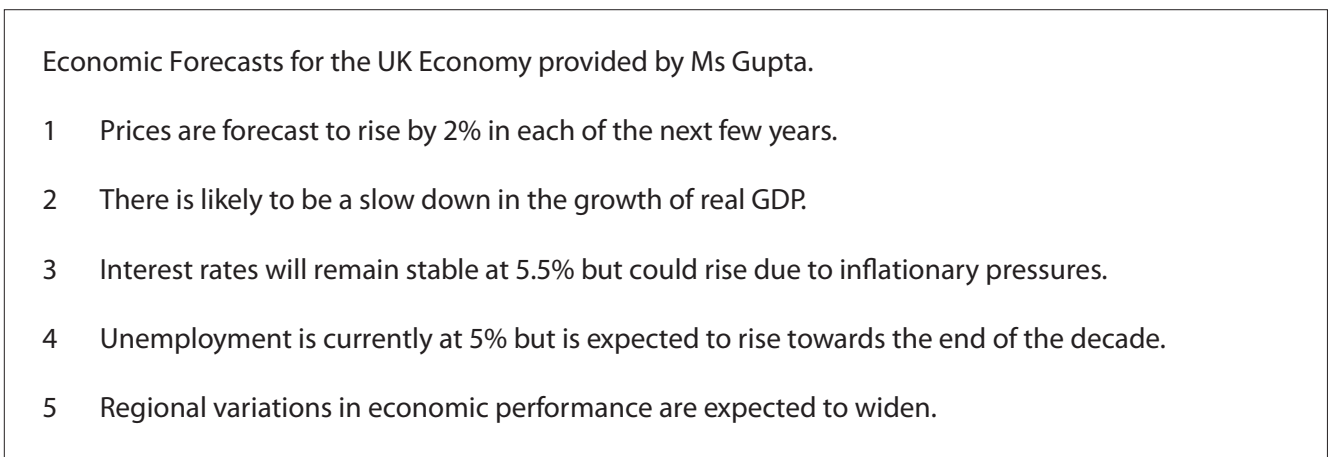 Economic Forecasts for the UK Economy provided by Ms Gupta.
1 Prices are forecast to rise by 2% in each of the next few years.
2 There is likely to be a slow down in the growth of real GDP.
3 Interest rates will remain stable at 5.5% but could rise due to inflationary pressures.
4 Unemployment is currently at 5% but is expected to rise towards the end of the decade.
5 Regional variations in economic performance are expected to widen.